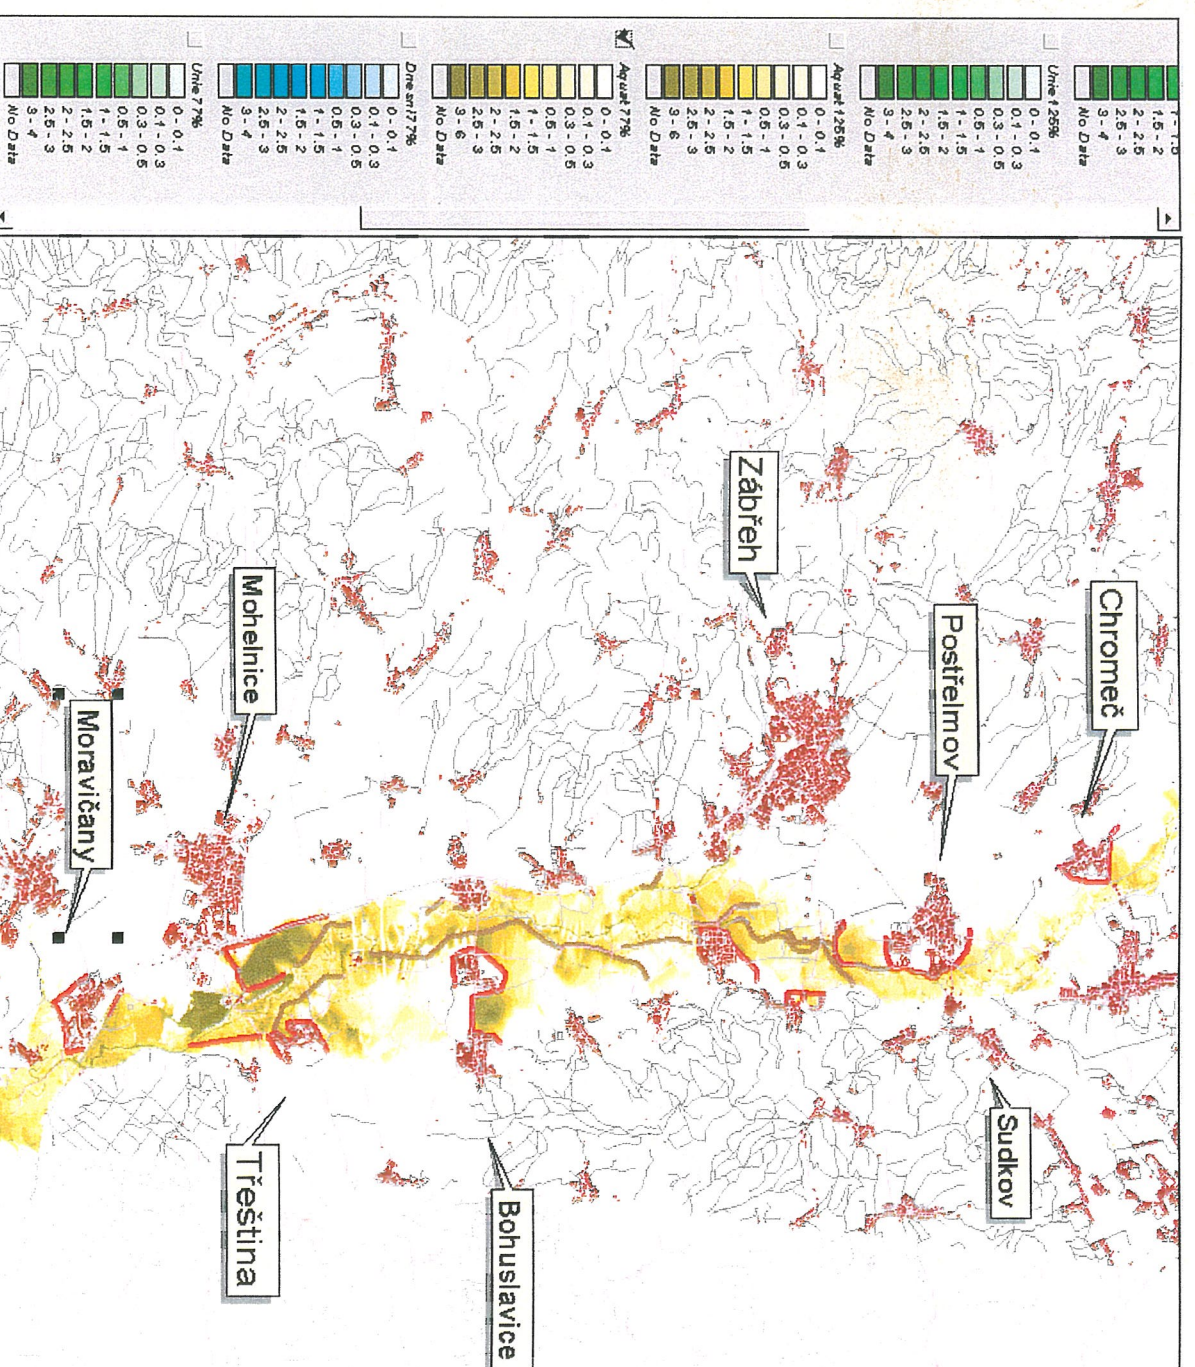 1.5 - 2
2 - 2.5
2.5 - 3
3 - 4
No Data
Umie 125%
0 - 0.1
0.1 - 0.3
0.3 - 0.5
0.5 - 1
1 - 1.5
1.5 - 2
2 - 2.5
2.5 - 3
3 - 4
No Data
Aquat 125%
0 - 0.1
0.1 - 0.3
0.3 - 0.5
0.5 - 1
1 - 1.5
1.5 - 2
2 - 2.5
2.5 - 3
3 - 6
No Data
Aquat 77%
0 - 0.1
0.1 - 0.3
0.3 - 0.5
0.5 - 1
1 - 1.5
1.5 - 2
2 - 2.5
2.5 - 3
3 - 6
No Data
Dnesni 77%
0 - 0.1
0.1 - 0.3
0.3 - 0.5
0.5 - 1
1 - 1.5
1.5 - 2
2 - 2.5
2.5 - 3
3 - 4
No Data
Umie 77%
0 - 0.1
0.1 - 0.3
0.3 - 0.5
0.5 - 1
1 - 1.5
1.5 - 2
2 - 2.5
2.5 - 3
3 - 4
No Data
Chromeč
Sudkov
Postřelmov
Zábřeh
Bohuslavice
Třeština
Mohelnice
Moravičany